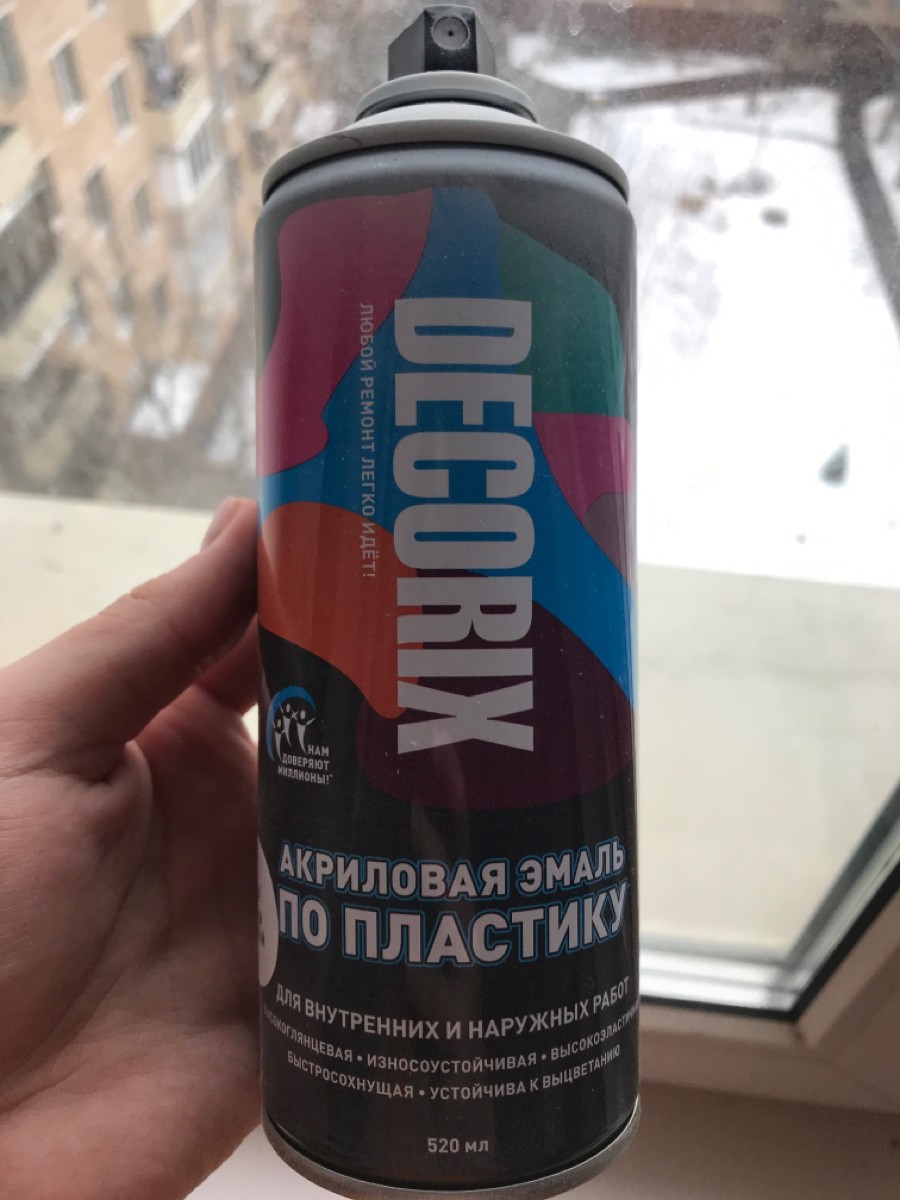 DECORIX
ЛЮБОЙ РЕМОНТ ЛЕГКО ИДЁТ!
НАМ
ДОВЕРЯЮТ
МИЛЛИОНЫ!*
АКРИЛОВАЯ ЭМАЛЬ
ПО ПЛАСТИКУ
ДЛЯ ВНУТРЕННИХ И НАРУЖНЫХ РАБОТ
ВЫСОКОГЛЯНЦЕВАЯ • ИЗНОСОУСТОЙЧИВАЯ •
БЫСТРОСОХНУЩАЯ • УСТОЙЧИВА К ВЫЦВЕТАНИЮ
520 мл